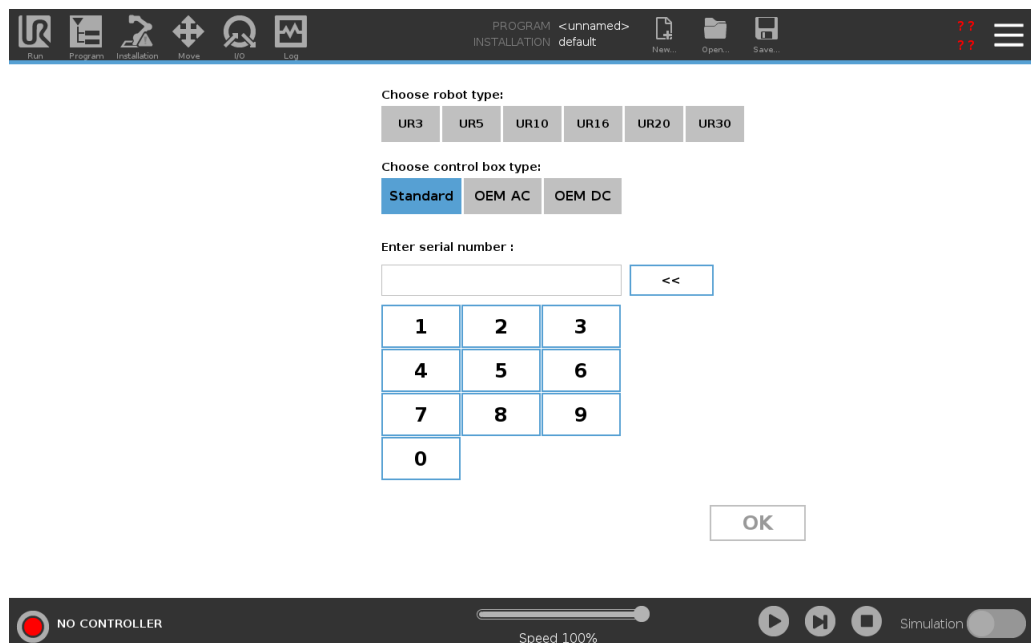 UR
PROGRAM <unnamed>
INSTALLATION default
Run Program Installation Move I/O Log New... Open... Save...
? ?
? ?
Choose robot type:
UR3 UR5 UR10 UR16 UR20 UR30
Choose control box type:
Standard OEM AC OEM DC
Enter serial number :
<<
1 2 3
4 5 6
7 8 9
0
OK
NO CONTROLLER
Speed 100%
Simulation